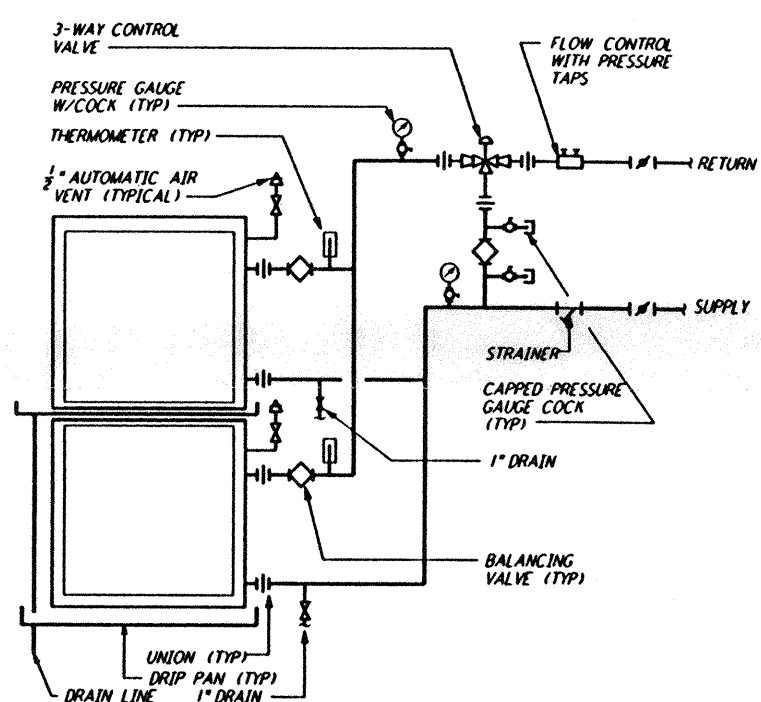 3-WAY CONTROL
VALVE
FLOW CONTROL
WITH PRESSURE
TAPS
PRESSURE GAUGE
W/COCK (TYP)
THERMOMETER (TYP)
RETURN
1/2" AUTOMATIC AIR
VENT (TYPICAL)
SUPPLY
STRAINER
CAPPED PRESSURE
GAUGE COCK
(TYP)
1" DRAIN
BALANCING
VALVE (TYP)
UNION (TYP)
DRIP PAN (TYP)
DRAIN LINE
1" DRAIN